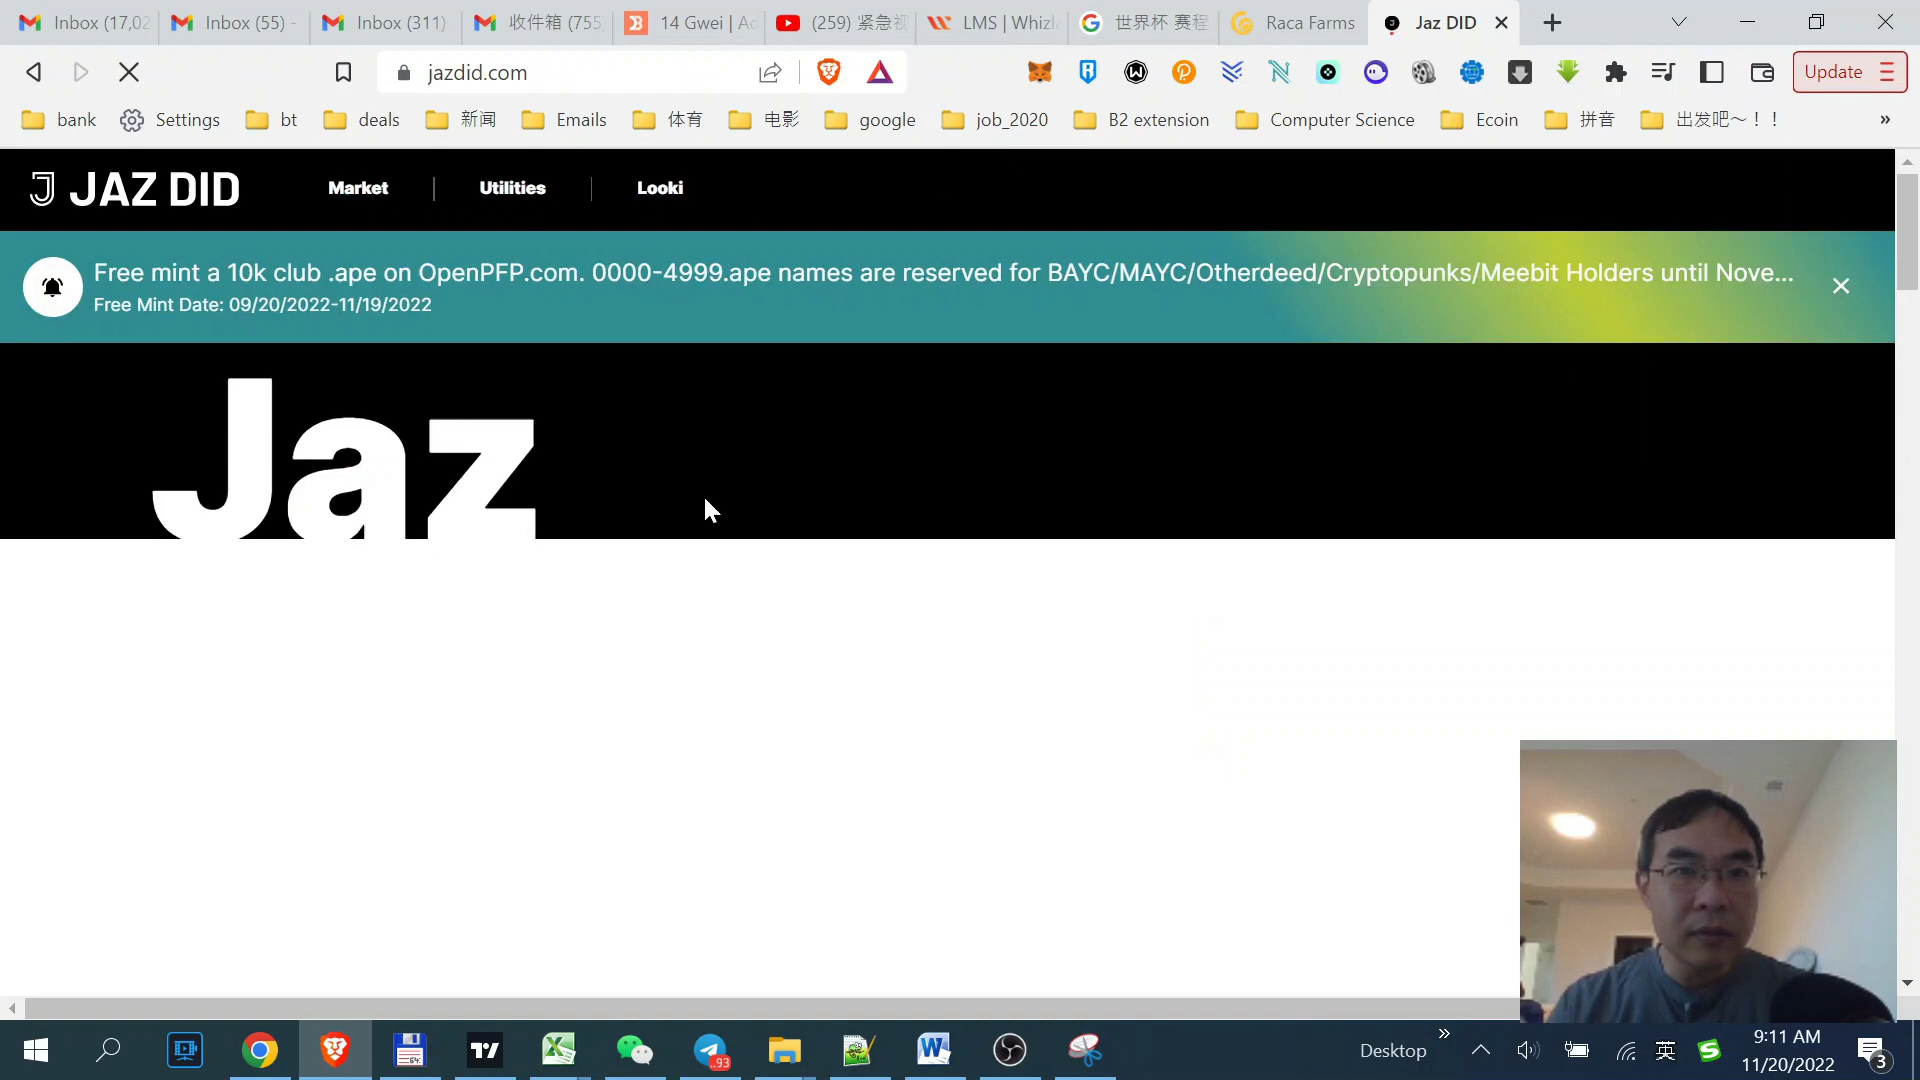 Inbox (17,02
Inbox (55) -
Inbox (311)
收件箱 (755
14 Gwei | Ac
(259) 紧急视
LMS | Whizla
世界杯 赛程
Raca Farms
Jaz DID
jazdid.com
Update
bank
Settings
bt
deals
新闻
Emails
体育
电影
google
job_2020
B2 extension
Computer Science
Ecoin
拼音
出发吧～！！
»
JAZ DID
Market
Utilities
Looki
Free mint a 10k club .ape on OpenPFP.com. 0000-4999.ape names are reserved for BAYC/MAYC/Otherdeed/Cryptopunks/Meebit Holders until Nove...
Free Mint Date: 09/20/2022-11/19/2022
Jaz
64
..93
Desktop
»
英
9:11 AM
11/20/2022
3